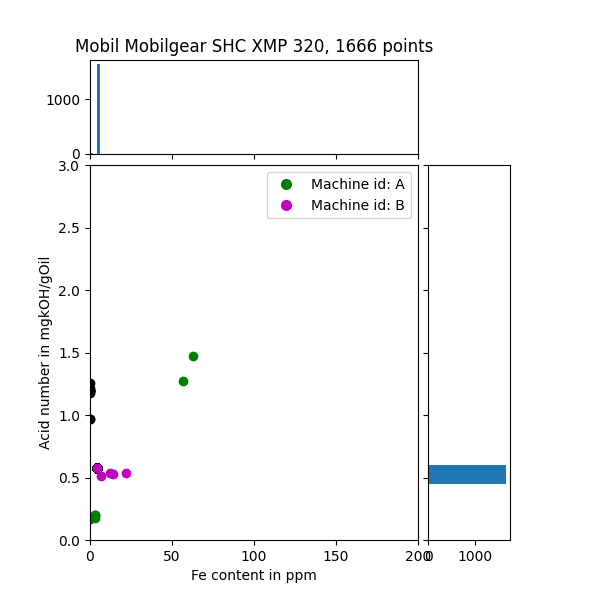 Mobil Mobilgear SHC XMP 320, 1666 points
1000
0
3.0
2.5
2.0
1.5
1.0
0.5
0.0
Acid number in mgkOH/gOil
Machine id: A
Machine id: B
0 50 100 150 200
Fe content in ppm
0 1000